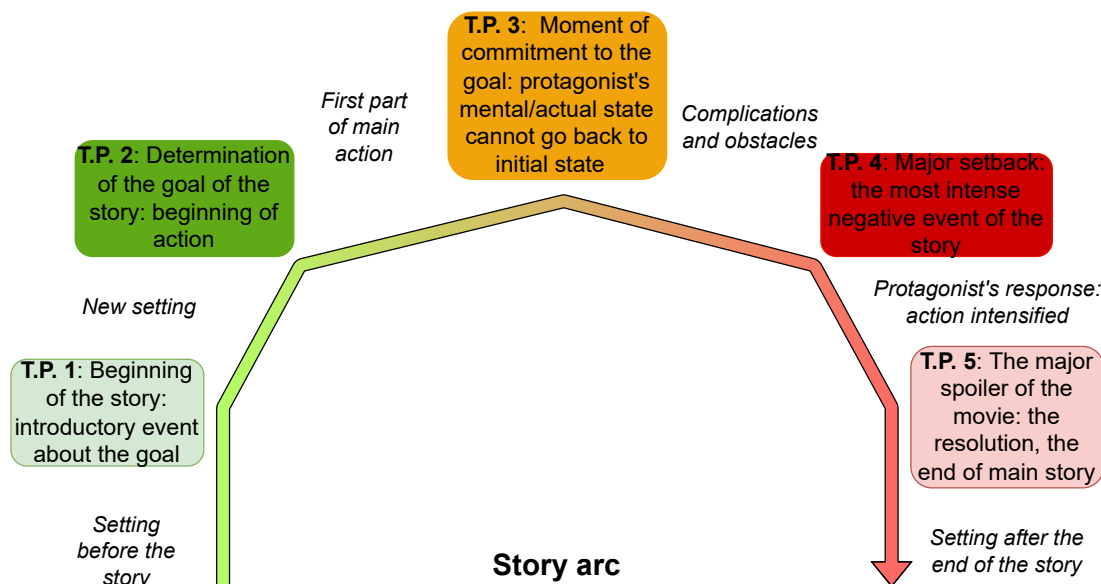 T.P. 3: Moment of
commitment to the
goal: protagonist's
mental/actual state
cannot go back to
initial state
First part
of main
action
Complications
and obstacles
T.P. 2: Determination
of the goal of the
story: beginning of
action
T.P. 4: Major setback:
the most intense
negative event of the
story
New setting
Protagonist's response:
action intensified
T.P. 1: Beginning
of the story:
introductory event
about the goal
T.P. 5: The major
spoiler of the
movie: the
resolution, the
end of main story
Setting
before the
story
Story arc
Setting after the
end of the story